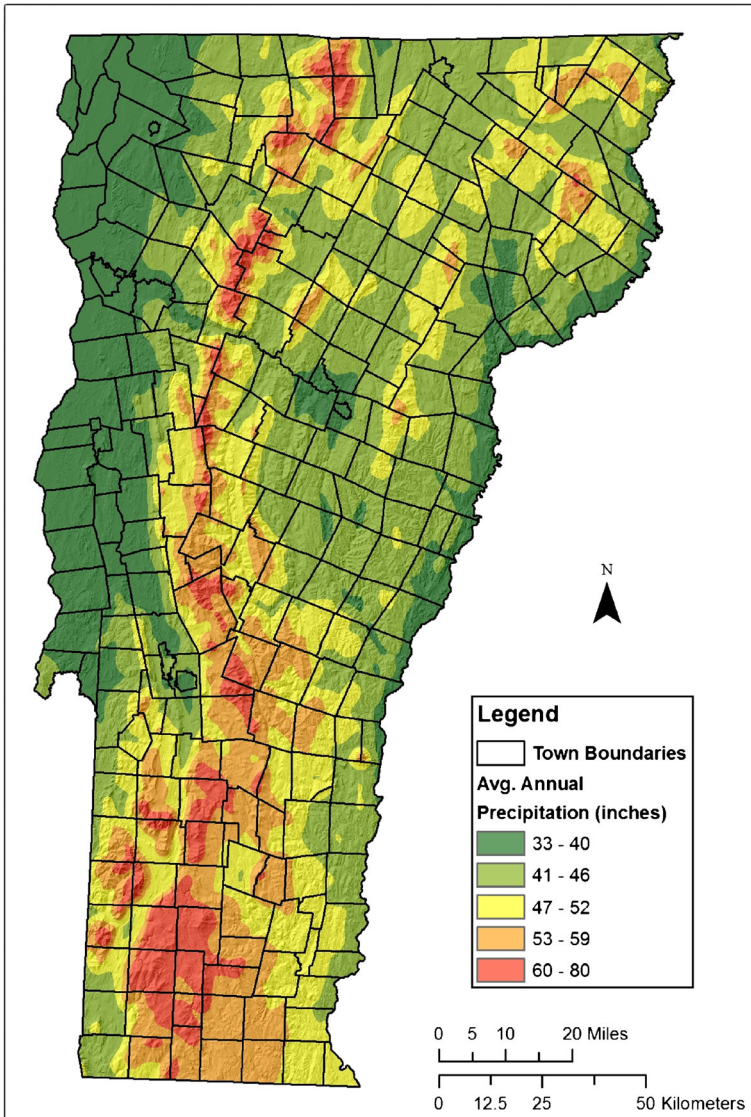 N
Legend
Town Boundaries
Avg. Annual
Precipitation (inches)
33 - 40
41 - 46
47 - 52
53 - 59
60 - 80
0 5 10 20 Miles
0 12.5 25 50 Kilometers